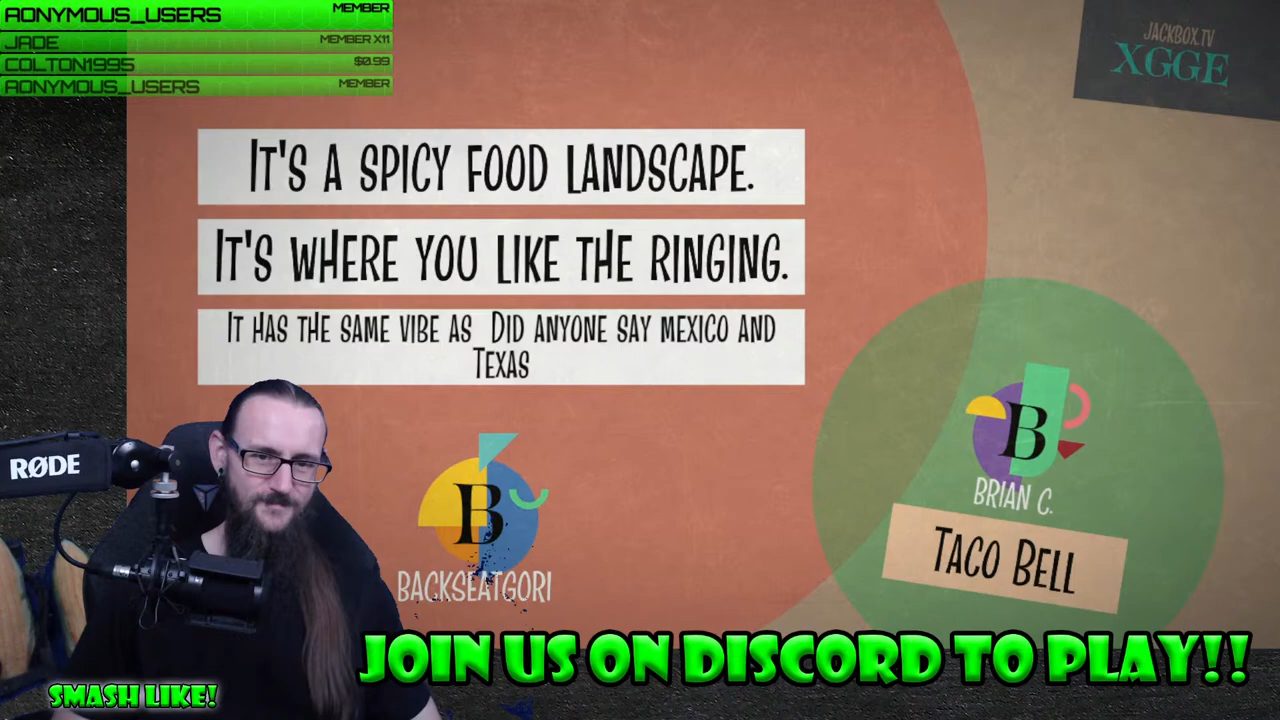 AONYMOUS_USERS MEMBER
JADE MEMBER X11
COLTON1995 $0.99
AONYMOUS_USERS MEMBER
JACKBOX.TV
XGGE
IT'S A SPICY FOOD LANDSCAPE.
IT'S WHERE YOU LIKE THE RINGING.
IT HAS THE SAME VIBE AS DID ANYONE SAY MEXICO AND
TEXAS
RØDE
B
BACKSEATGORI
B
BRIAN C.
TACO BELL
JOIN US ON DISCORD TO PLAY!!
SMASH LIKE!